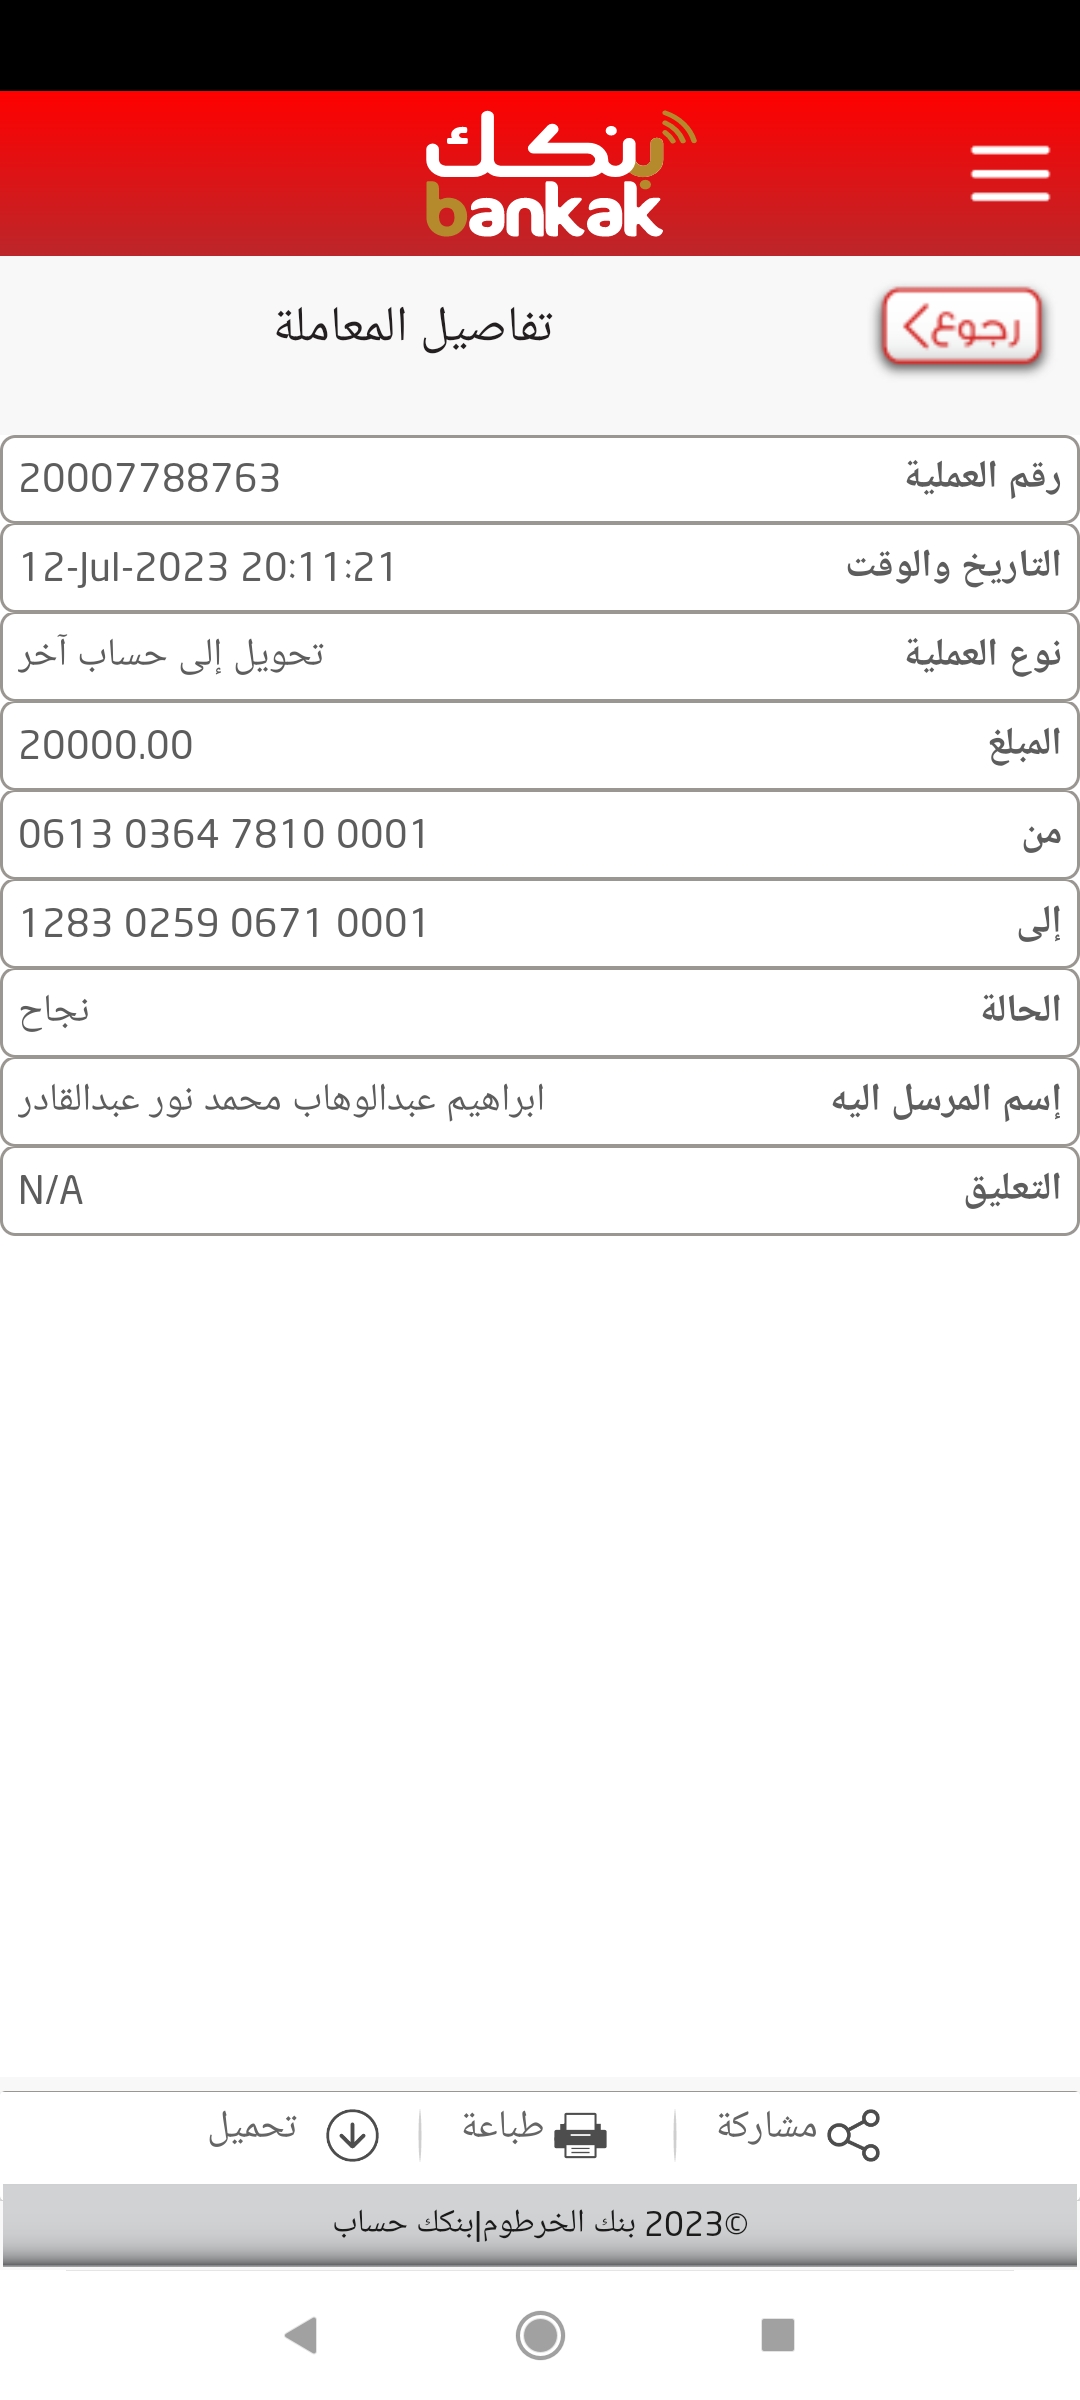 بنكك
bankak
رجوع
تفاصيل المعاملة
رقم العملية 20007788763
التاريخ والوقت 12-Jul-2023 20:11:21
نوع العملية تحويل إلى حساب آخر
المبلغ 20000.00
من 0613 0364 7810 0001
إلى 1283 0259 0671 0001
الحالة نجاح
إسم المرسل اليه ابراهيم عبدالوهاب محمد نور عبدالقادر
التعليق N/A
مشاركة طباعة تحميل
©2023 بنك الخرطوم|بنكك حساب